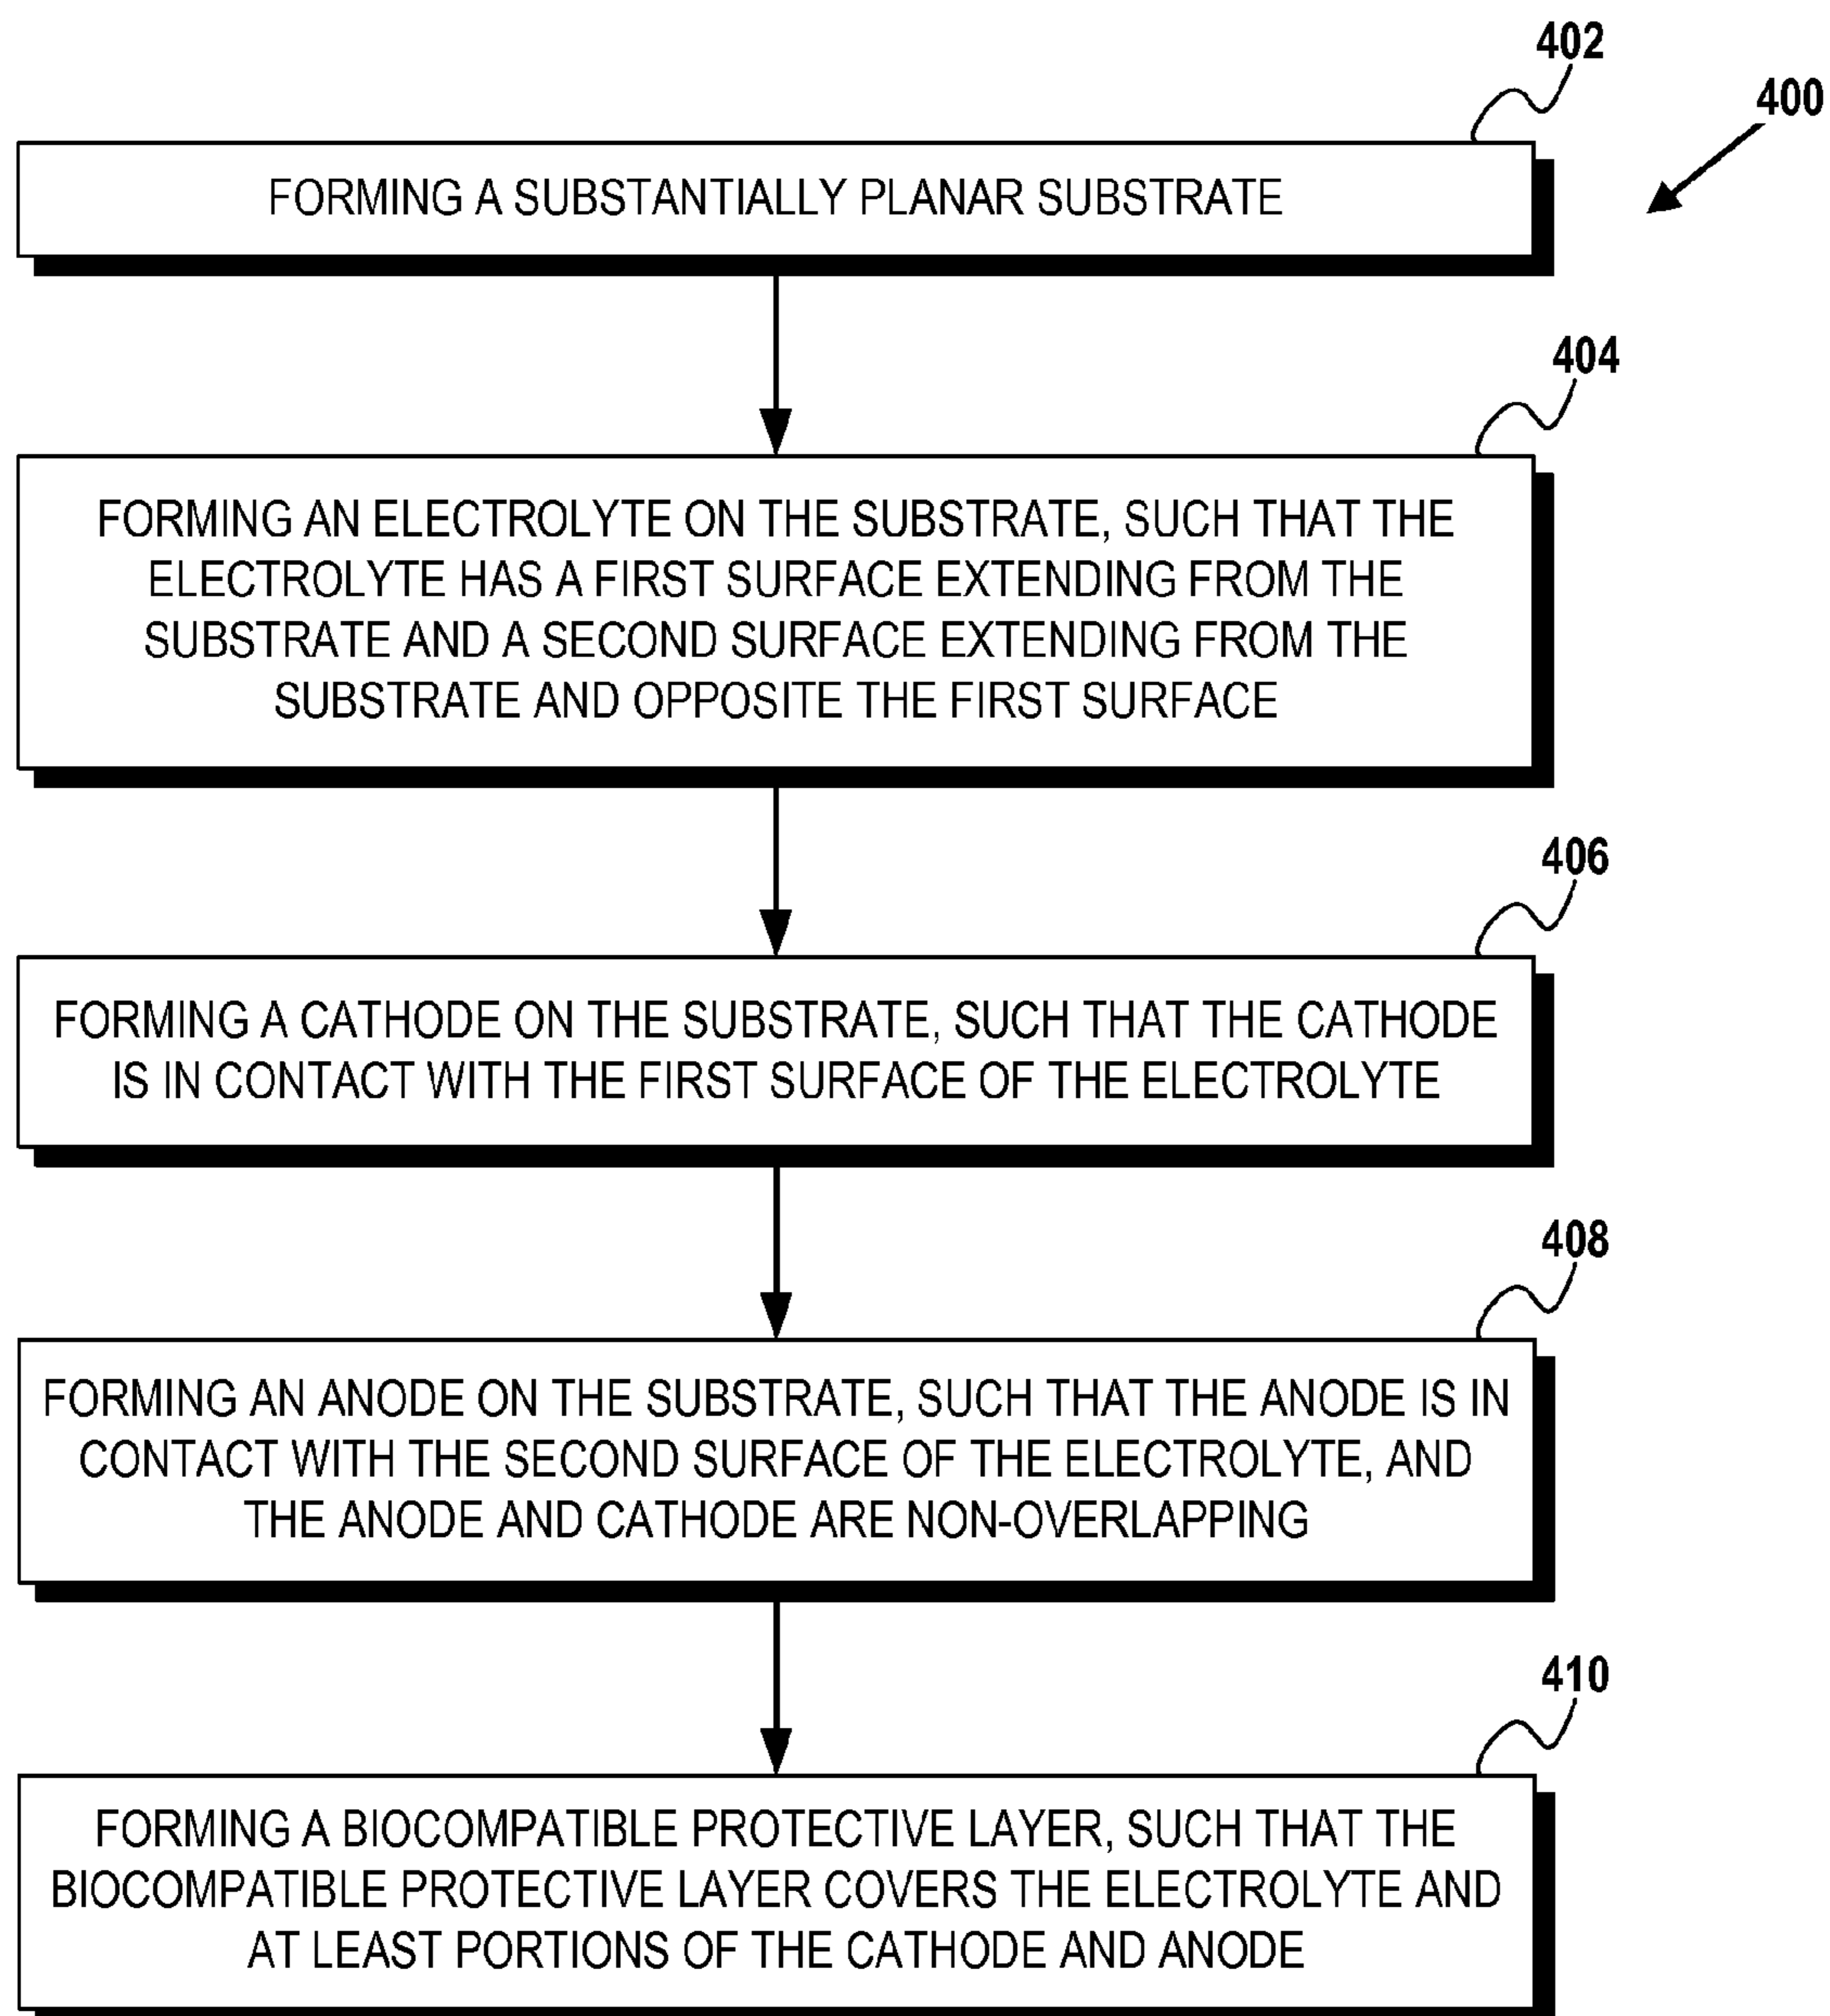 402
400
FORMING A SUBSTANTIALLY PLANAR SUBSTRATE
404
FORMING AN ELECTROLYTE ON THE SUBSTRATE, SUCH THAT THE
ELECTROLYTE HAS A FIRST SURFACE EXTENDING FROM THE
SUBSTRATE AND A SECOND SURFACE EXTENDING FROM THE
SUBSTRATE AND OPPOSITE THE FIRST SURFACE
406
FORMING A CATHODE ON THE SUBSTRATE, SUCH THAT THE CATHODE
IS IN CONTACT WITH THE FIRST SURFACE OF THE ELECTROLYTE
408
FORMING AN ANODE ON THE SUBSTRATE, SUCH THAT THE ANODE IS IN
CONTACT WITH THE SECOND SURFACE OF THE ELECTROLYTE, AND
THE ANODE AND CATHODE ARE NON-OVERLAPPING
410
FORMING A BIOCOMPATIBLE PROTECTIVE LAYER, SUCH THAT THE
BIOCOMPATIBLE PROTECTIVE LAYER COVERS THE ELECTROLYTE AND
AT LEAST PORTIONS OF THE CATHODE AND ANODE